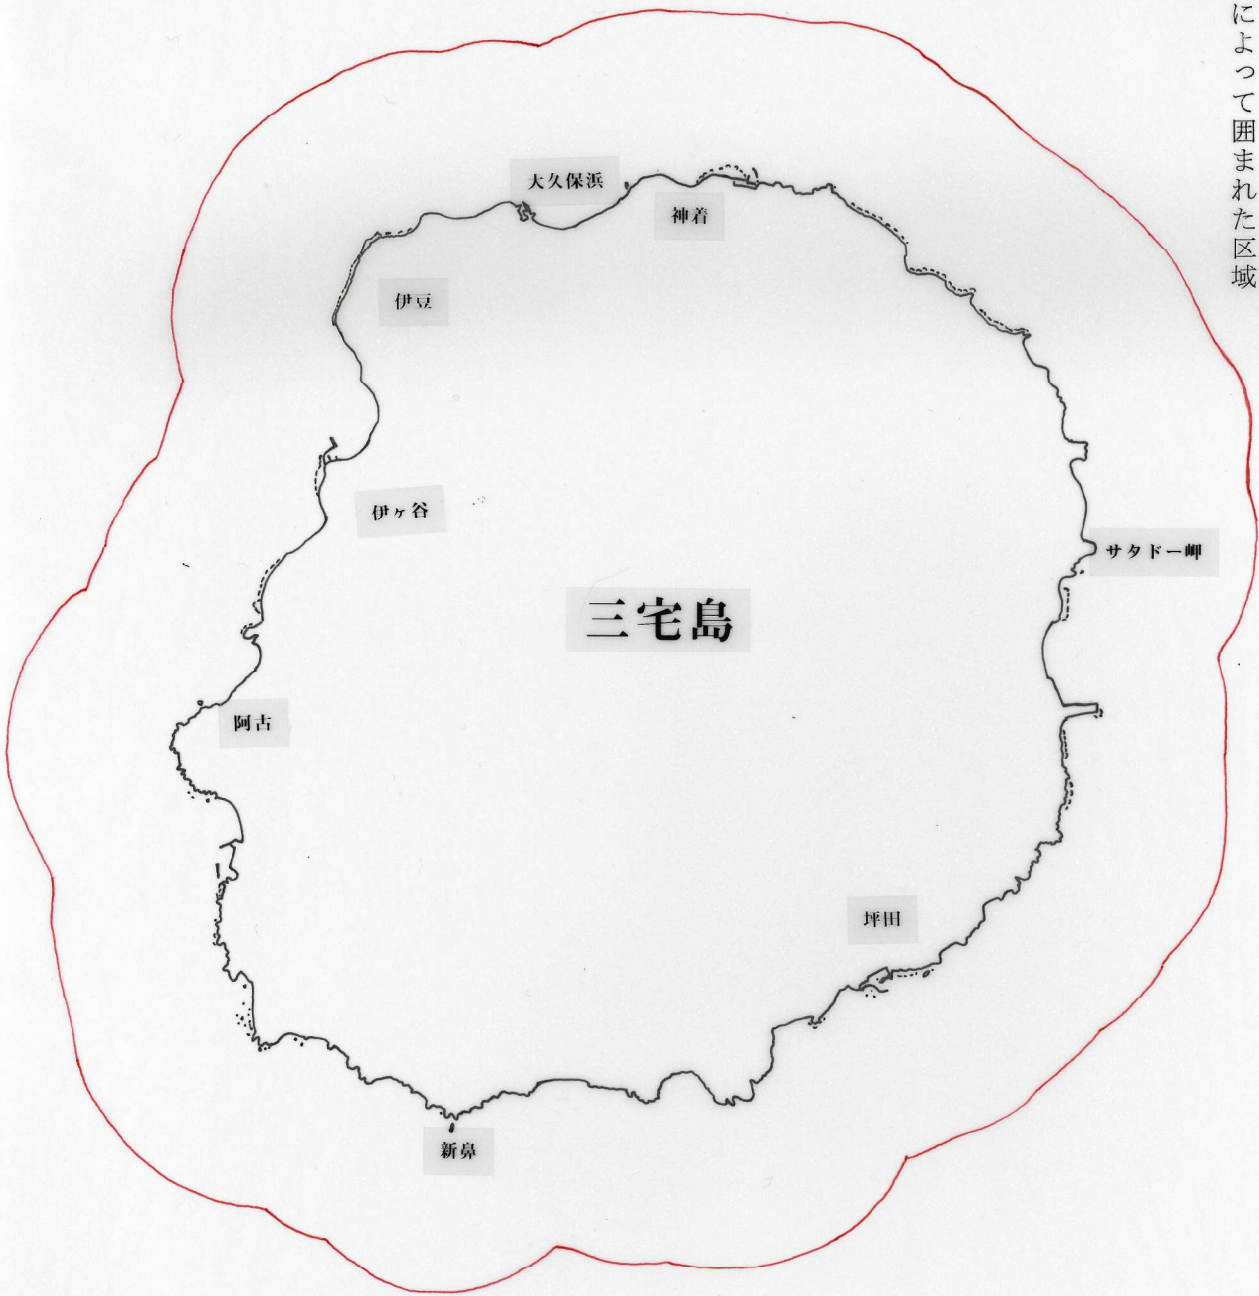 によって囲まれた区域
大久保浜
神着
伊豆
伊ヶ谷
サタドー岬
三宅島
阿古
坪田
新鼻